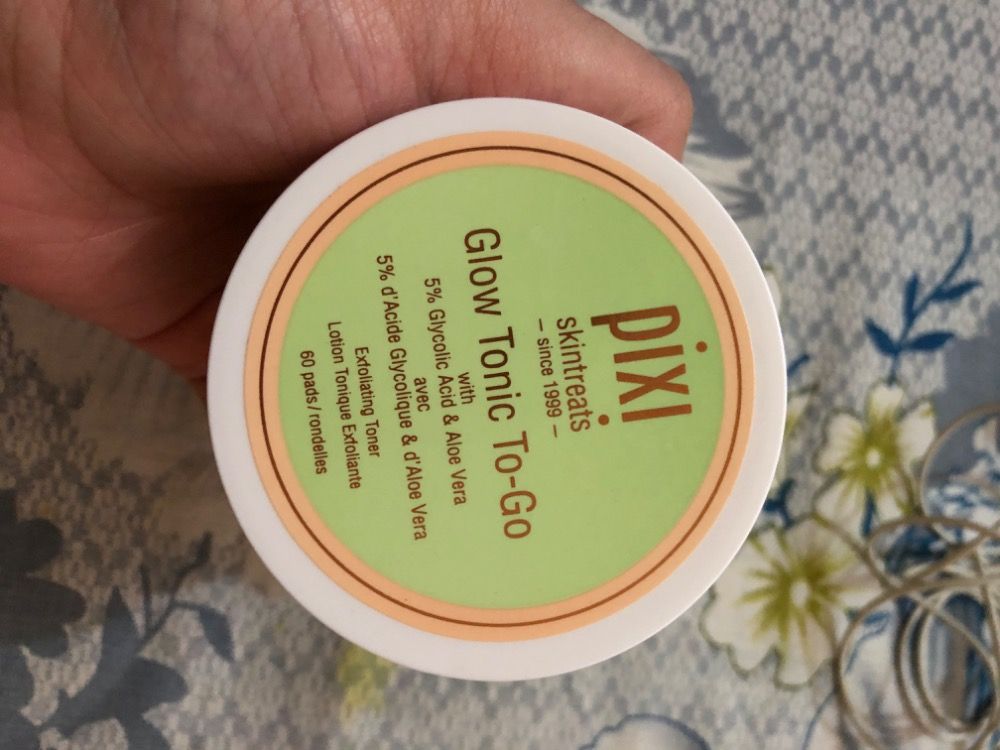 pixi
skintreats
– since 1999 –
Glow Tonic To-Go
with
5% Glycolic Acid & Aloe Vera
avec
5% d'Acide Glycolique & d'Aloe Vera
Exfoliating Toner
Lotion Tonique Exfoliante
60 pads / rondelles